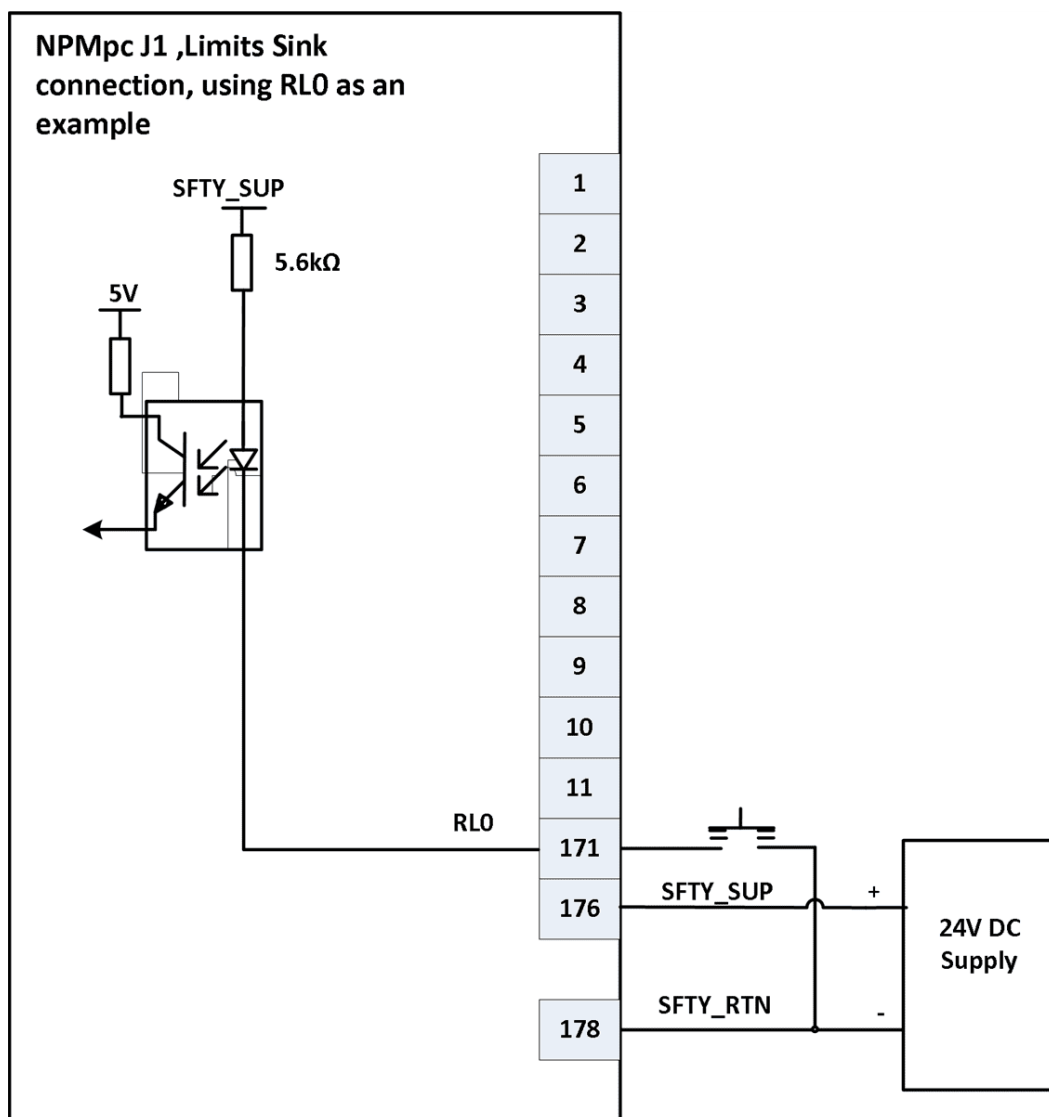 NPMpc J1 ,Limits Sink
connection, using RL0 as an
example
SFTY_SUP
5.6kΩ
5V
1
2
3
4
5
6
7
8
9
10
11
RL0
171
SFTY_SUP
+
176
24V DC
Supply
SFTY_RTN
-
178